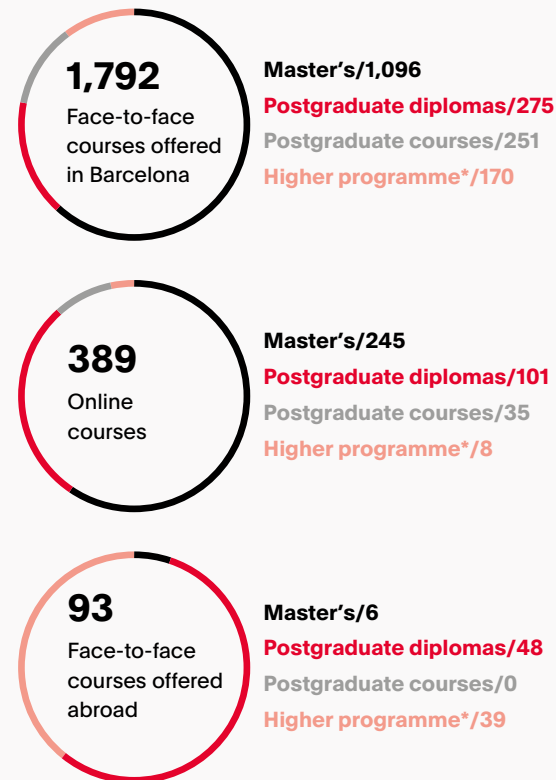 1,792
Face-to-face
courses offered
in Barcelona
Master's/1,096
Postgraduate diplomas/275
Postgraduate courses/251
Higher programme*/170
389
Online
courses
Master's/245
Postgraduate diplomas/101
Postgraduate courses/35
Higher programme*/8
93
Face-to-face
courses offered
abroad
Master's/6
Postgraduate diplomas/48
Postgraduate courses/0
Higher programme*/39